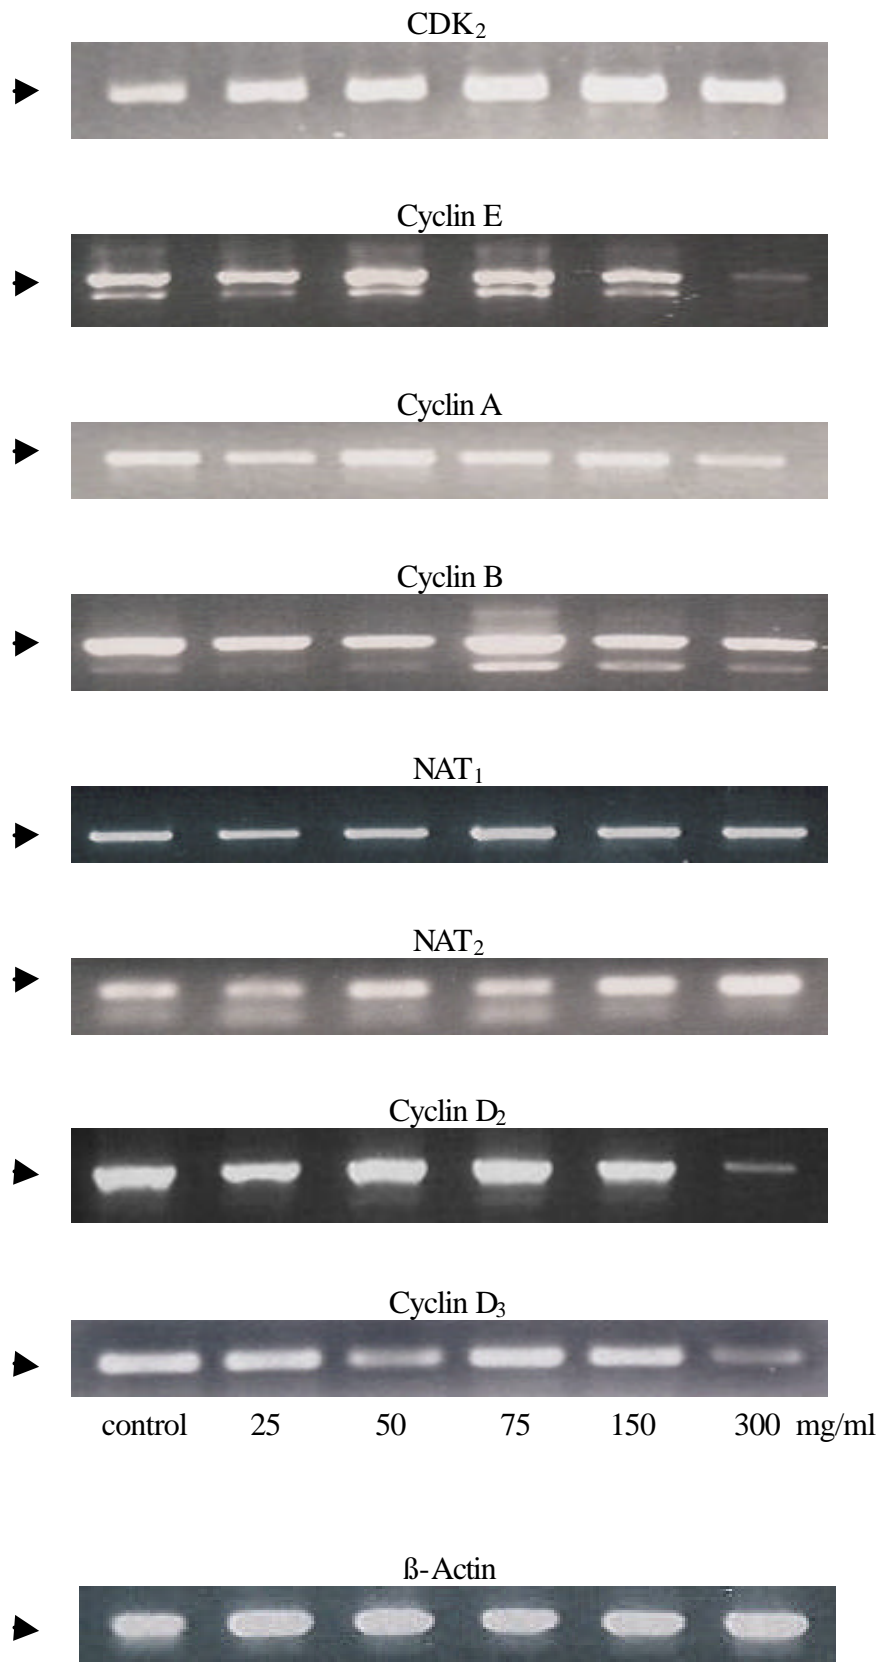 CDK₂
Cyclin E
Cyclin A
Cyclin B
NAT₁
NAT₂
Cyclin D₂
Cyclin D₃
control 25 50 75 150 300 mg/ml
ß-Actin